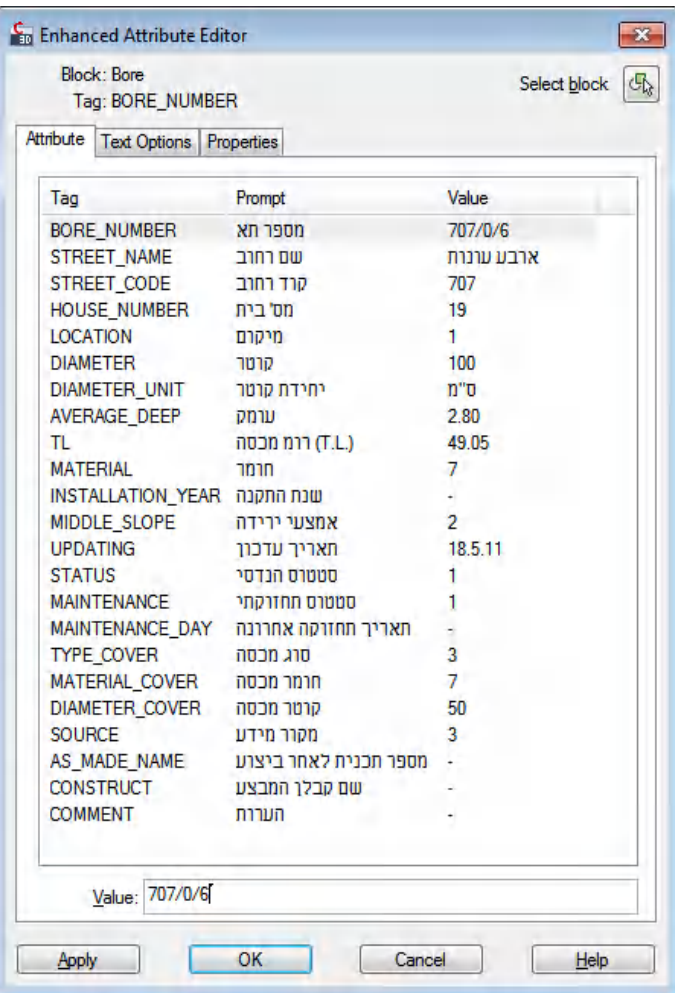 Enhanced Attribute Editor
Block: Bore
Tag: BORE_NUMBER
Select block
Attribute Text Options Properties
Tag Prompt Value
BORE_NUMBER מספר תא 707/0/6
STREET_NAME שם רחוב ארבע עונות
STREET_CODE קוד רחוב 707
HOUSE_NUMBER מס' בית 19
LOCATION מיקום 1
DIAMETER קוטר 100
DIAMETER_UNIT יחידת קוטר ס"מ
AVERAGE_DEEP עומק 2.80
TL רומ מכסה (T.L.) 49.05
MATERIAL חומר 7
INSTALLATION_YEAR שנת התקנה -
MIDDLE_SLOPE אמצעי ירידה 2
UPDATING תאריך עדכון 18.5.11
STATUS סטטוס הנדסי 1
MAINTENANCE סטטוס תחזוקתי 1
MAINTENANCE_DAY תאריך תחזוקה אחרונה -
TYPE_COVER סוג מכסה 3
MATERIAL_COVER חומר מכסה 7
DIAMETER_COVER קוטר מכסה 50
SOURCE מקור מידע 3
AS_MADE_NAME מספר תכנית לאחר ביצוע -
CONSTRUCT שם קבלן המבצע -
COMMENT הערות -
Value: 707/0/6
Apply OK Cancel Help